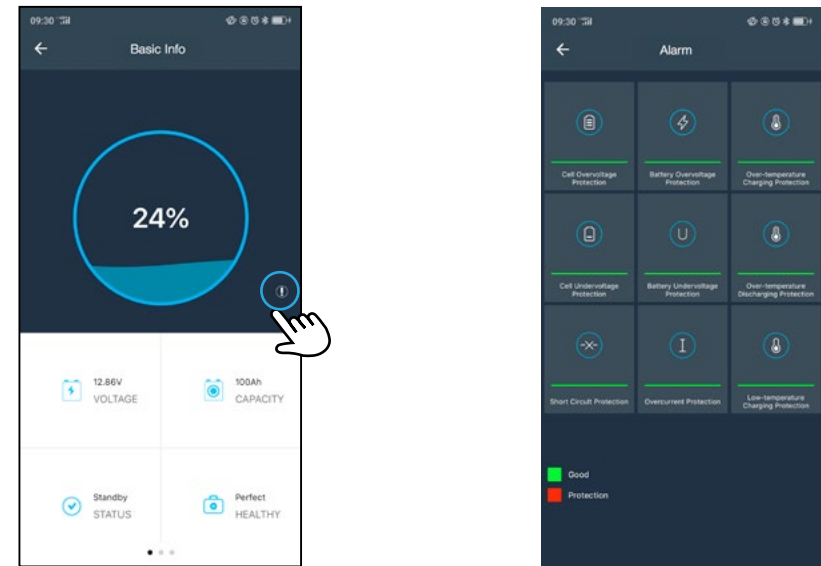 09:30
Basic Info
24%
12.86V
VOLTAGE
100Ah
CAPACITY
Standby
STATUS
Perfect
HEALTHY
09:30
Alarm
Cell Overvoltage
Protection
Battery Overvoltage
Protection
Over-temperature
Charging Protection
Cell Undervoltage
Protection
Battery Undervoltage
Protection
Over-temperature
Discharging Protection
Short Circuit Protection
Overcurrent Protection
Low-temperature
Charging Protection
Good
Protection